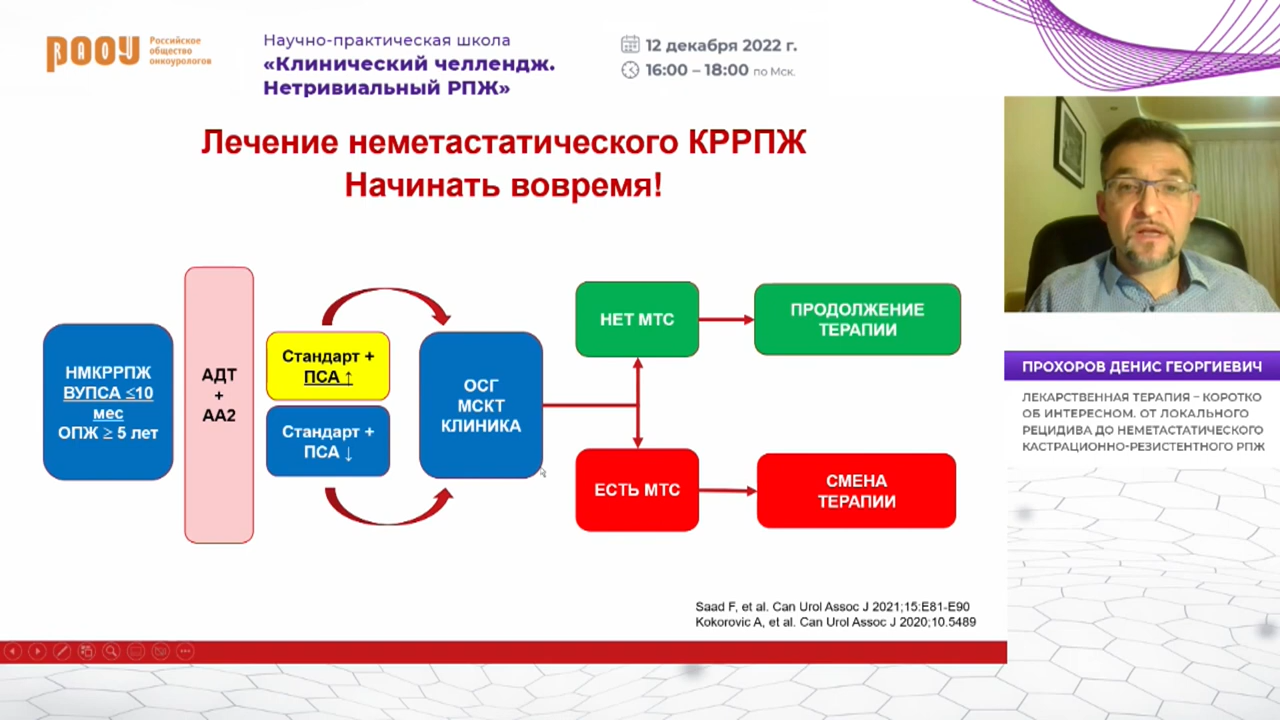 РАОУ
Российское
общество
онкоурологов
Научно-практическая школа
«Клинический челлендж.
Нетривиальный РПЖ»
12 декабря 2022 г.
16:00 – 18:00 по Мск.
Лечение неметастатического КРРПЖ
Начинать вовремя!
НМКРРПЖ
ВУПСА ≤10
мес
ОПЖ ≥ 5 лет
АДТ
+
АА2
Стандарт +
ПСА ↑
Стандарт +
ПСА ↓
ОСГ
МСКТ
КЛИНИКА
НЕТ МТС
ПРОДОЛЖЕНИЕ
ТЕРАПИИ
ЕСТЬ МТС
СМЕНА
ТЕРАПИИ
Saad F, et al. Can Urol Assoc J 2021;15:E81-E90
Kokorovic A, et al. Can Urol Assoc J 2020;10.5489
ПРОХОРОВ ДЕНИС ГЕОРГИЕВИЧ
ЛЕКАРСТВЕННАЯ ТЕРАПИЯ – КОРОТКО
ОБ ИНТЕРЕСНОМ. ОТ ЛОКАЛЬНОГО
РЕЦИДИВА ДО НЕМЕТАСТАТИЧЕСКОГО
КАСТРАЦИОННО-РЕЗИСТЕНТНОГО РПЖ